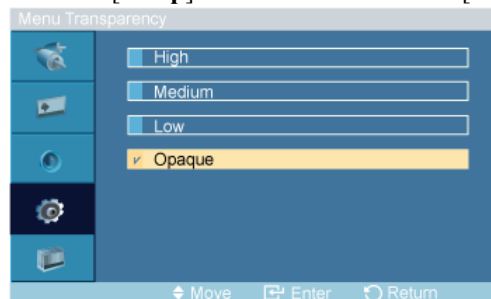 Menu Transparency
High
Medium
Low
Opaque
Move Enter Return